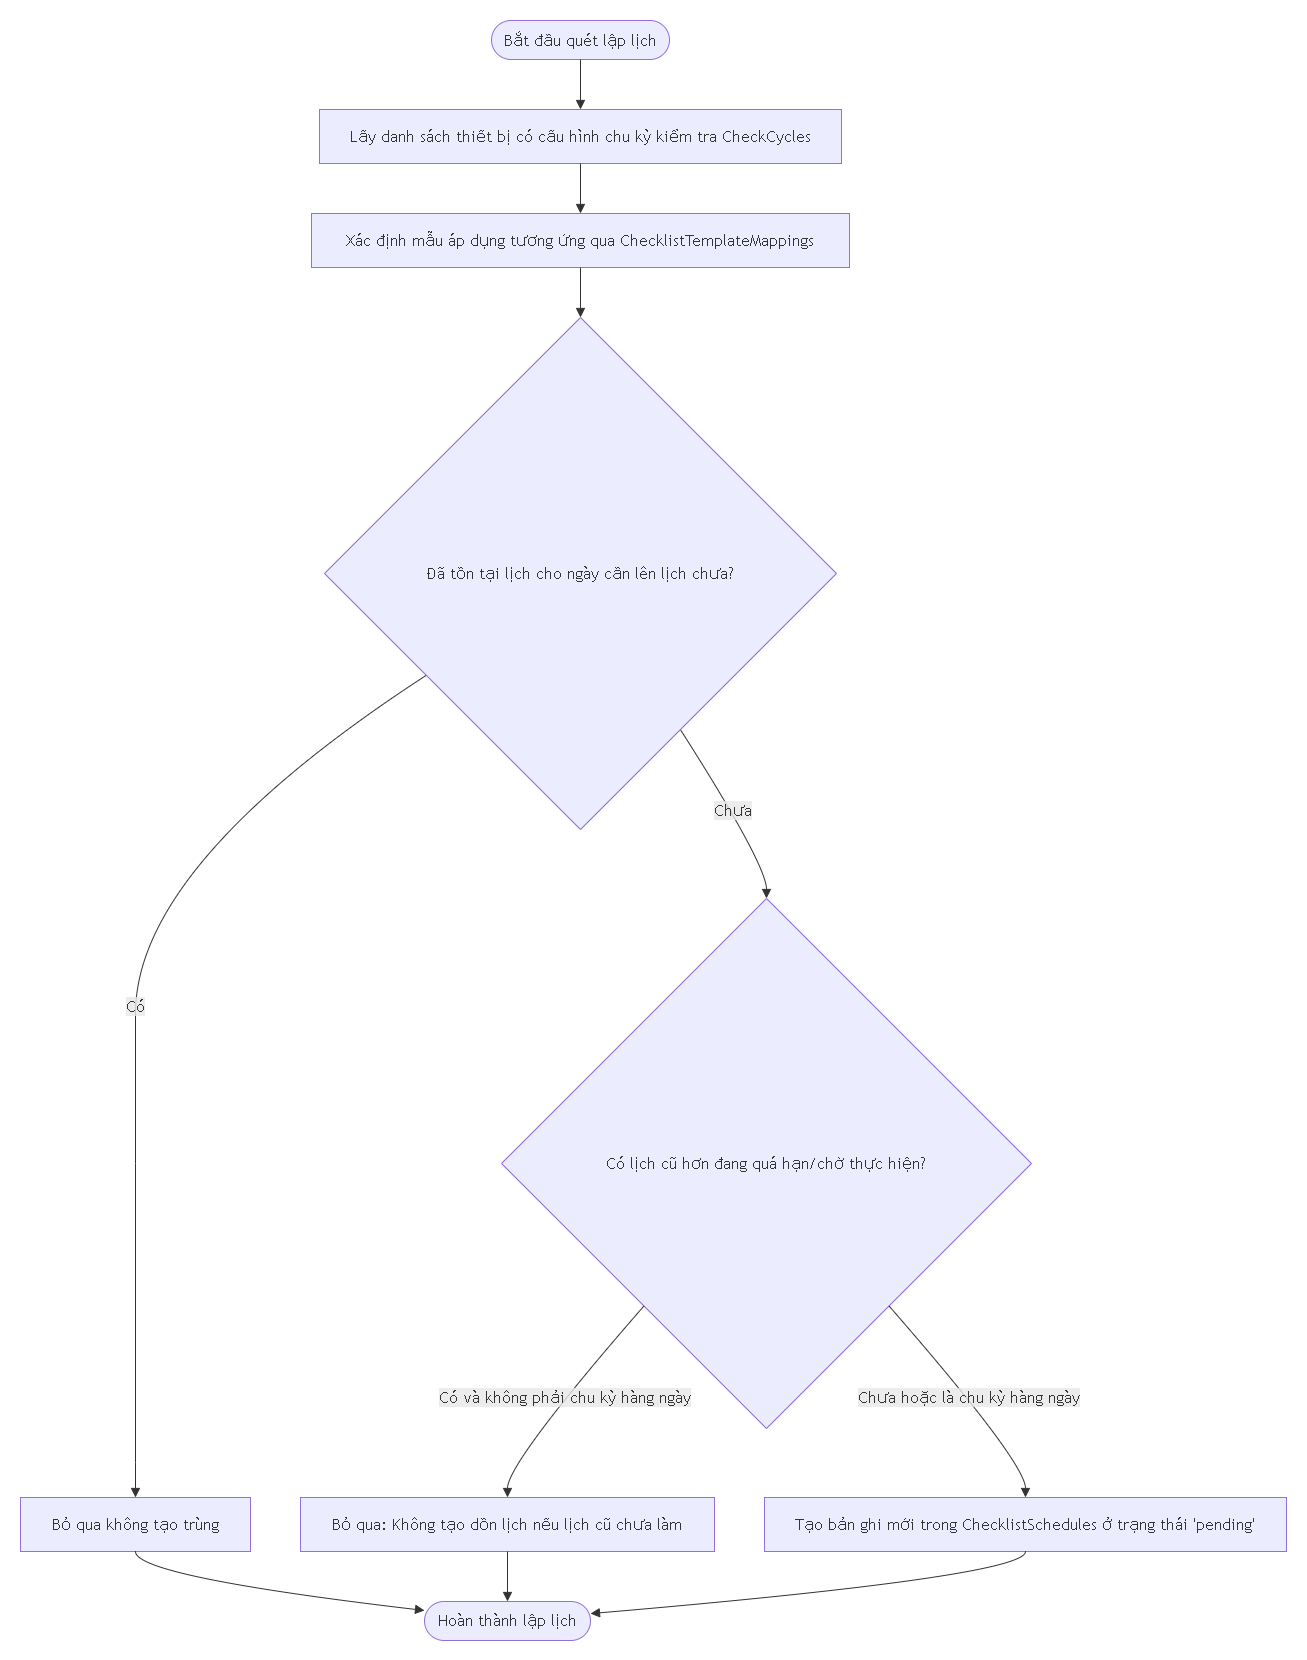 Bắt đầu quét lập lịch
Lấy danh sách thiết bị có cấu hình chu kỳ kiểm tra CheckCycles
Xác định mẫu áp dụng tương ứng qua ChecklistTemplateMappings
Đã tồn tại lịch cho ngày cần lên lịch chưa?
Chưa
Có
Có lịch cũ hơn đang quá hạn/chờ thực hiện?
Có và không phải chu kỳ hàng ngày
Chưa hoặc là chu kỳ hàng ngày
Bỏ qua không tạo trùng
Bỏ qua: Không tạo dồn lịch nếu lịch cũ chưa làm
Tạo bản ghi mới trong ChecklistSchedules ở trạng thái 'pending'
Hoàn thành lập lịch